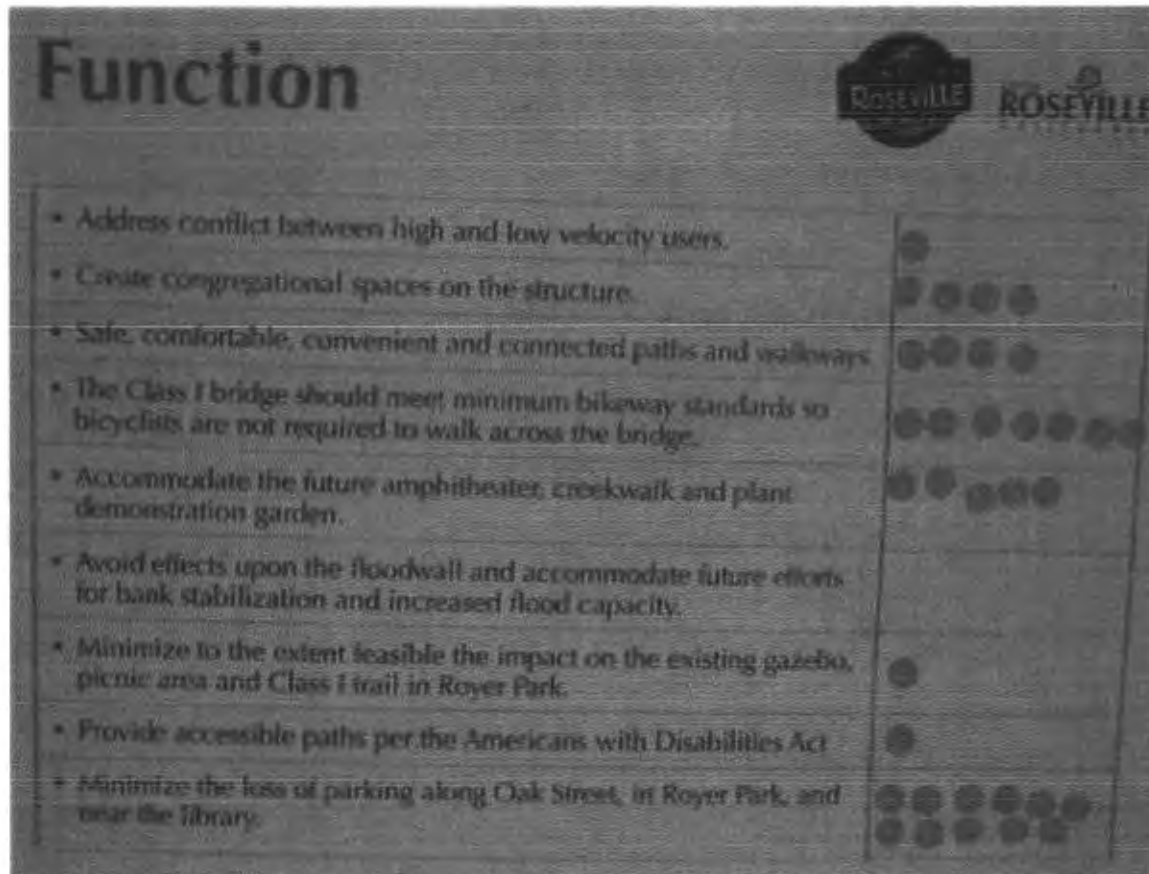 Function
ROSEVILLE
ROSEVILLE
• Address conflict between high and low velocity users.
• Create congregational spaces on the structure.
• Safe, comfortable, convenient and connected paths and walkways
• The Class I bridge should meet minimum bikeway standards so
bicyclists are not required to walk across the bridge.
• Accommodate the future amphitheater, creekwalk and plant
demonstration garden.
• Avoid effects upon the floodwall and accommodate future efforts
for bank stabilization and increased flood capacity.
• Minimize to the extent feasible the impact on the existing gazebo,
picnic area and Class I trail in Royer Park.
• Provide accessible paths per the Americans with Disabilities Act
• Minimize the loss of parking along Oak Street, in Royer Park, and
near the library.